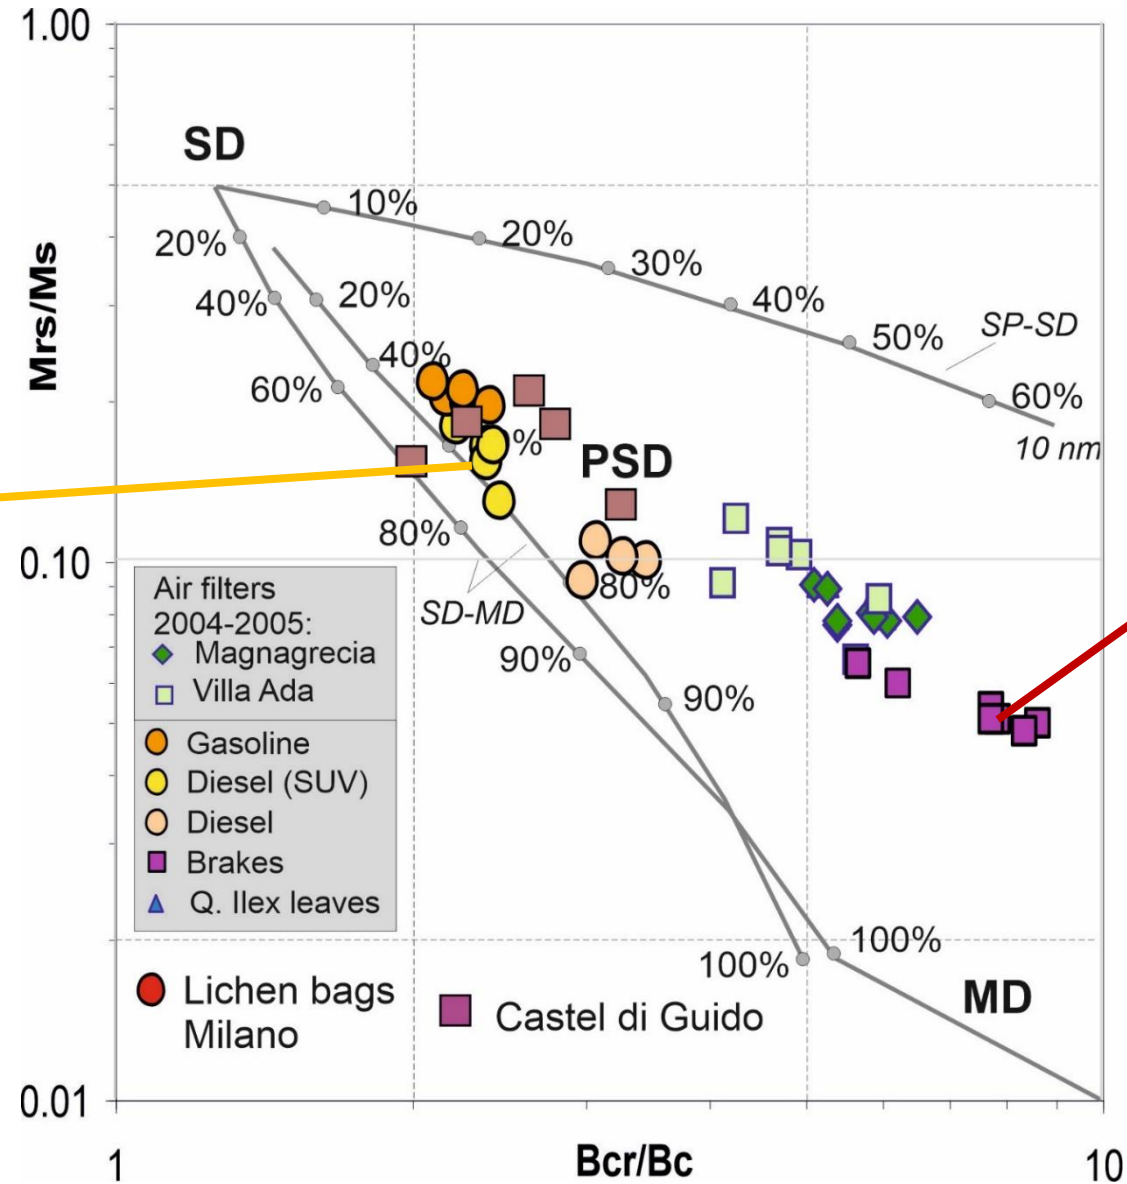 1.00
SD
10%
20%
20%
30%
40%
20%
40%
SP-SD
50%
40%
60%
60%
10 nm
%
PSD
80%
0.10
80%
SD-MD
90%
90%
Mrs/Ms
Air filters
2004-2005:
Magnagrecia
Villa Ada
Gasoline
Diesel (SUV)
Diesel
Brakes
Q. Ilex leaves
100%
100%
MD
Lichen bags
Milano
Castel di Guido
0.01
1
Bcr/Bc
10